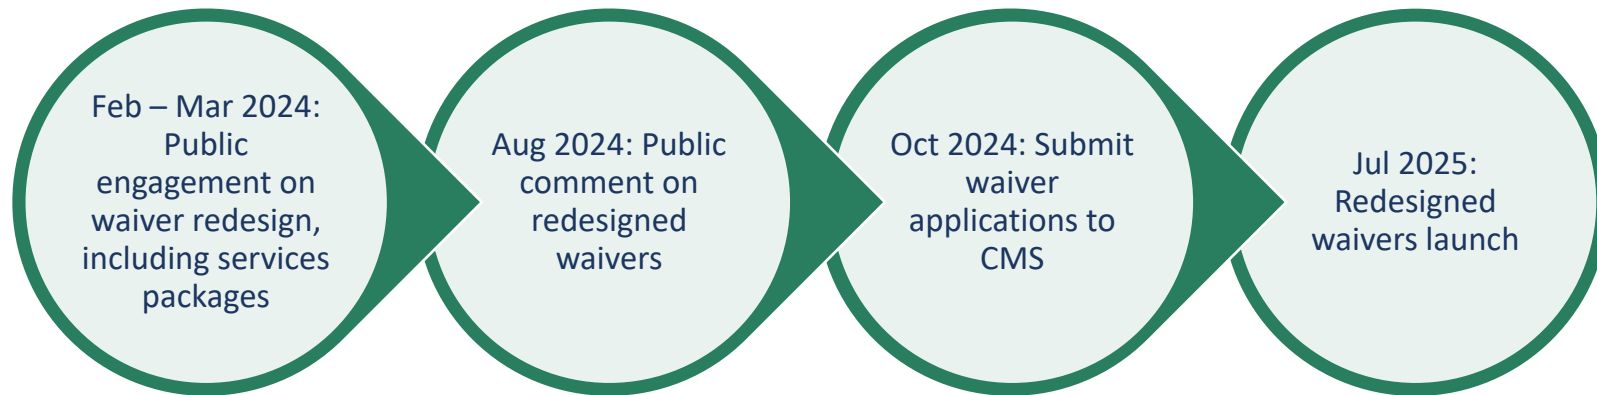 Feb – Mar 2024:
Public
engagement on
waiver redesign,
including services
packages
Aug 2024: Public
comment on
redesigned
waivers
Oct 2024: Submit
waiver
applications to
CMS
Jul 2025:
Redesigned
waivers launch